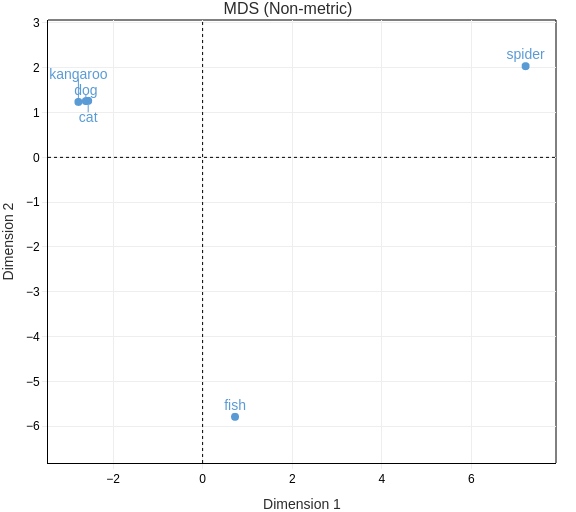 MDS (Non-metric)
3
2
1
0
−1
−2
−3
−4
−5
−6
Dimension 2
spider
kangaroo
dog
cat
fish
−2
0
2
4
6
Dimension 1